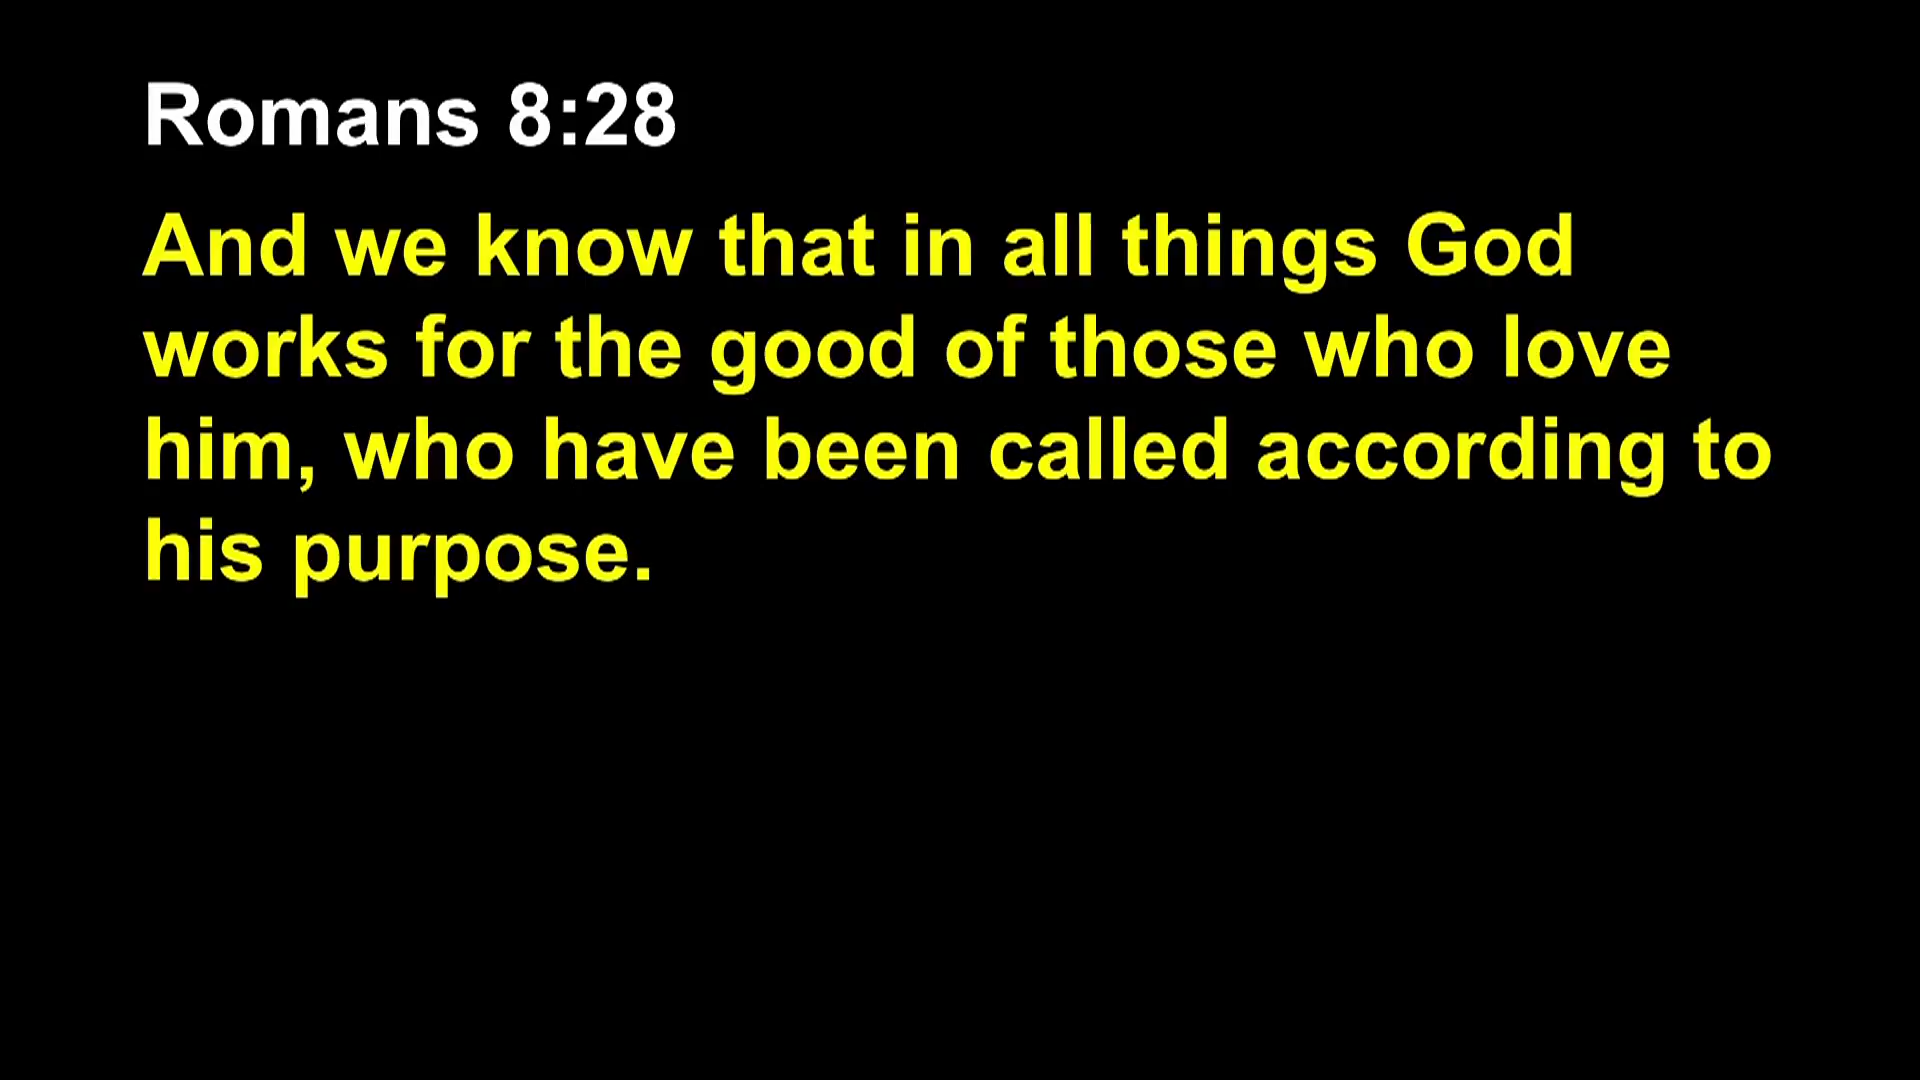 Romans 8:28
And we know that in all things God
works for the good of those who love
him, who have been called according to
his purpose.